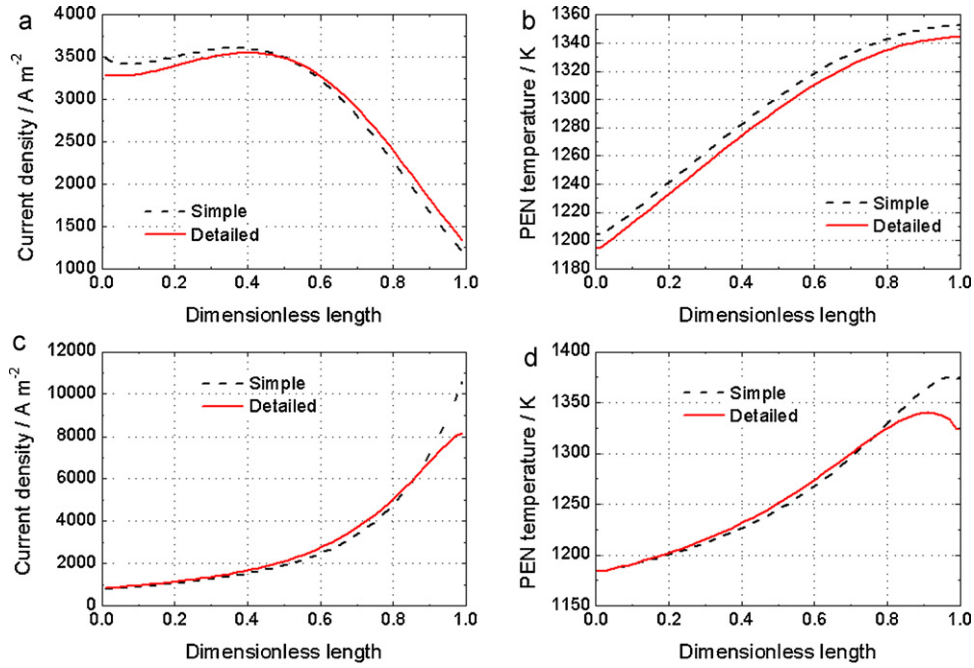 a
4000
3500
3000
2500
2000
1500
1000
Current density / A m-2
Simple
Detailed
0.0 0.2 0.4 0.6 0.8 1.0
Dimensionless length
b
1360
1340
1320
1300
1280
1260
1240
1220
1200
1180
PEN temperature / K
Simple
Detailed
0.0 0.2 0.4 0.6 0.8 1.0
Dimensionless length
c
12000
10000
8000
6000
4000
2000
0
Current density / A m-2
Simple
Detailed
0.0 0.2 0.4 0.6 0.8 1.0
Dimensionless length
d
1400
1350
1300
1250
1200
1150
PEN temperature / K
Simple
Detailed
0.0 0.2 0.4 0.6 0.8 1.0
Dimensionless length